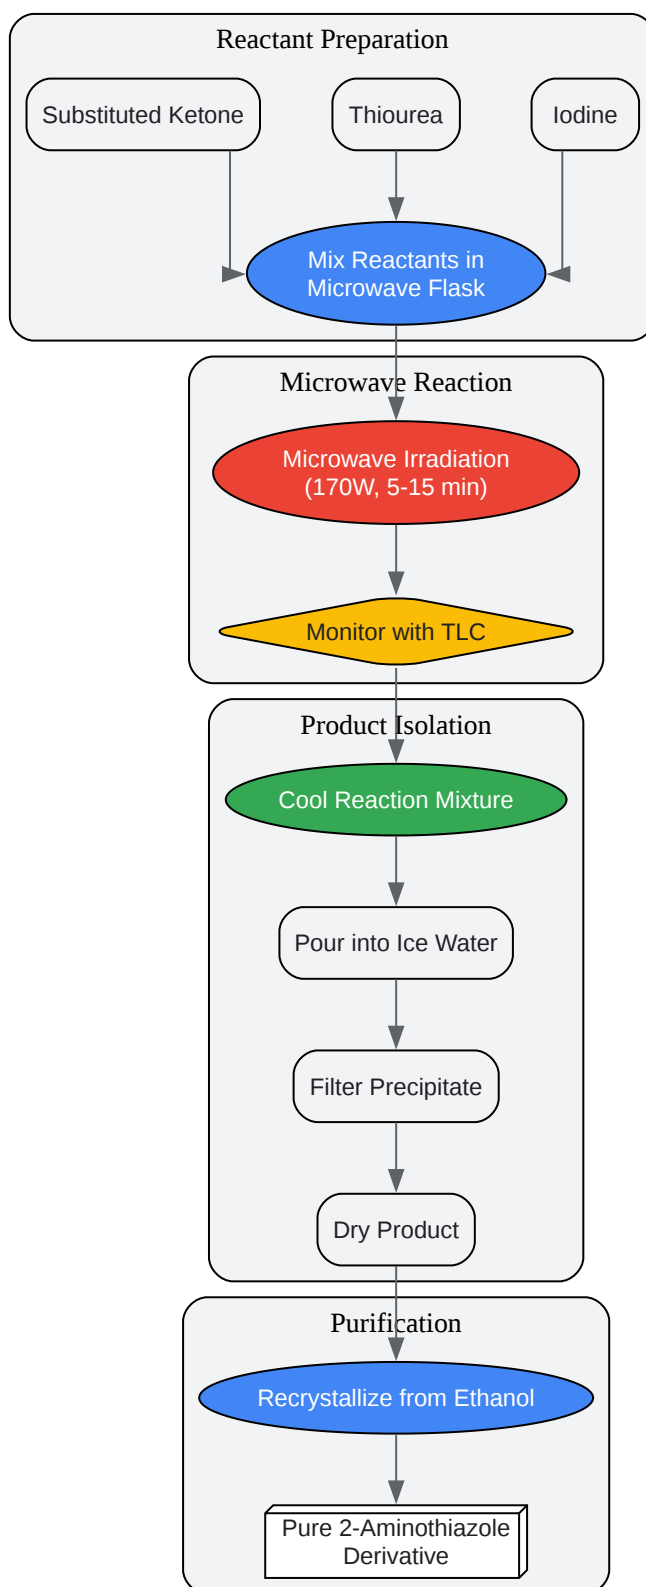 Reactant Preparation
Substituted Ketone
Thiourea
Iodine
Mix Reactants in
Microwave Flask
Microwave Reaction
Microwave Irradiation
(170W, 5-15 min)
Monitor with TLC
Product Isolation
Cool Reaction Mixture
Pour into Ice Water
Filter Precipitate
Dry Product
Purification
Recrystallize from Ethanol
Pure 2-Aminothiazole
Derivative